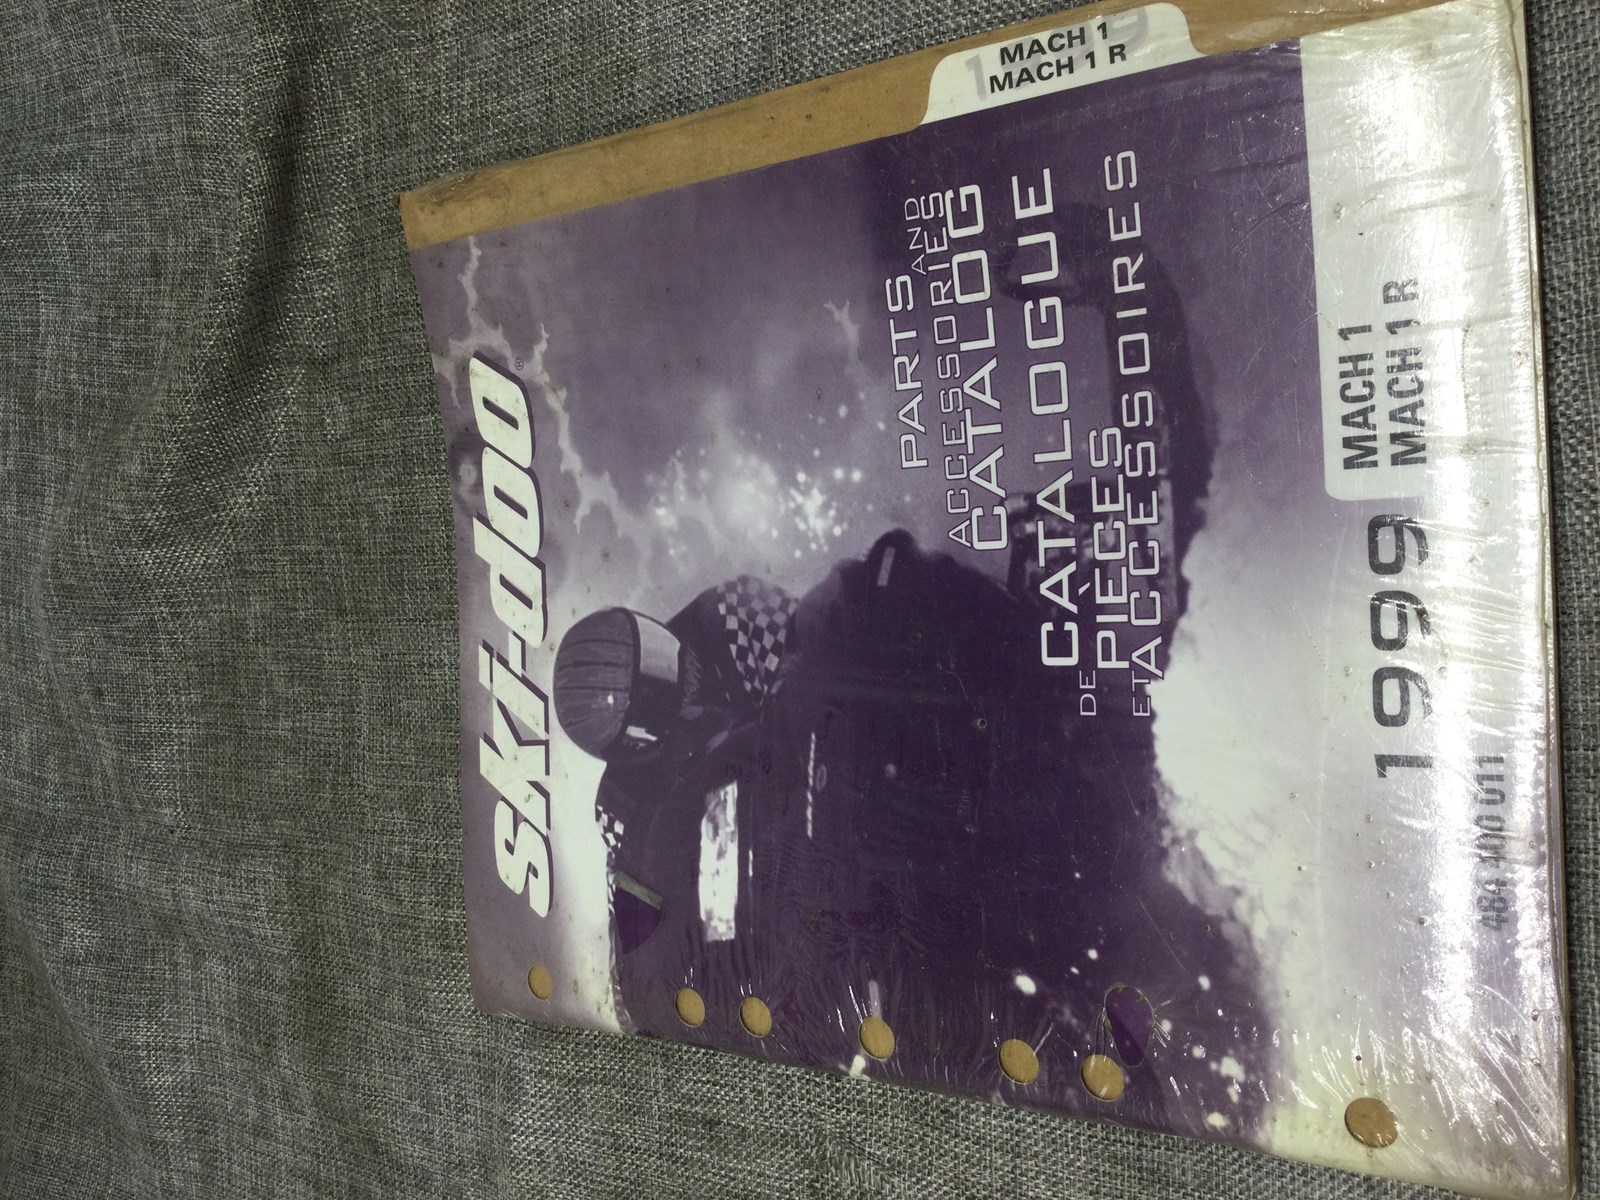 MACH 1
MACH 1 R
ski-doo®
PARTS AND
ACCESSORIES
CATALOG
CATALOGUE
DE PIÈCES
ET ACCESSOIRES
MACH 1
MACH 1 R
1999
484 400 011